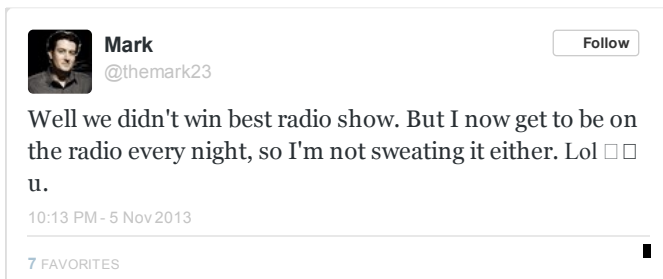 Mark
Follow
@themark23
Well we didn't win best radio show. But I now get to be on
the radio every night, so I'm not sweating it either. Lol □□
u.
10:13 PM - 5 Nov 2013
7 FAVORITES